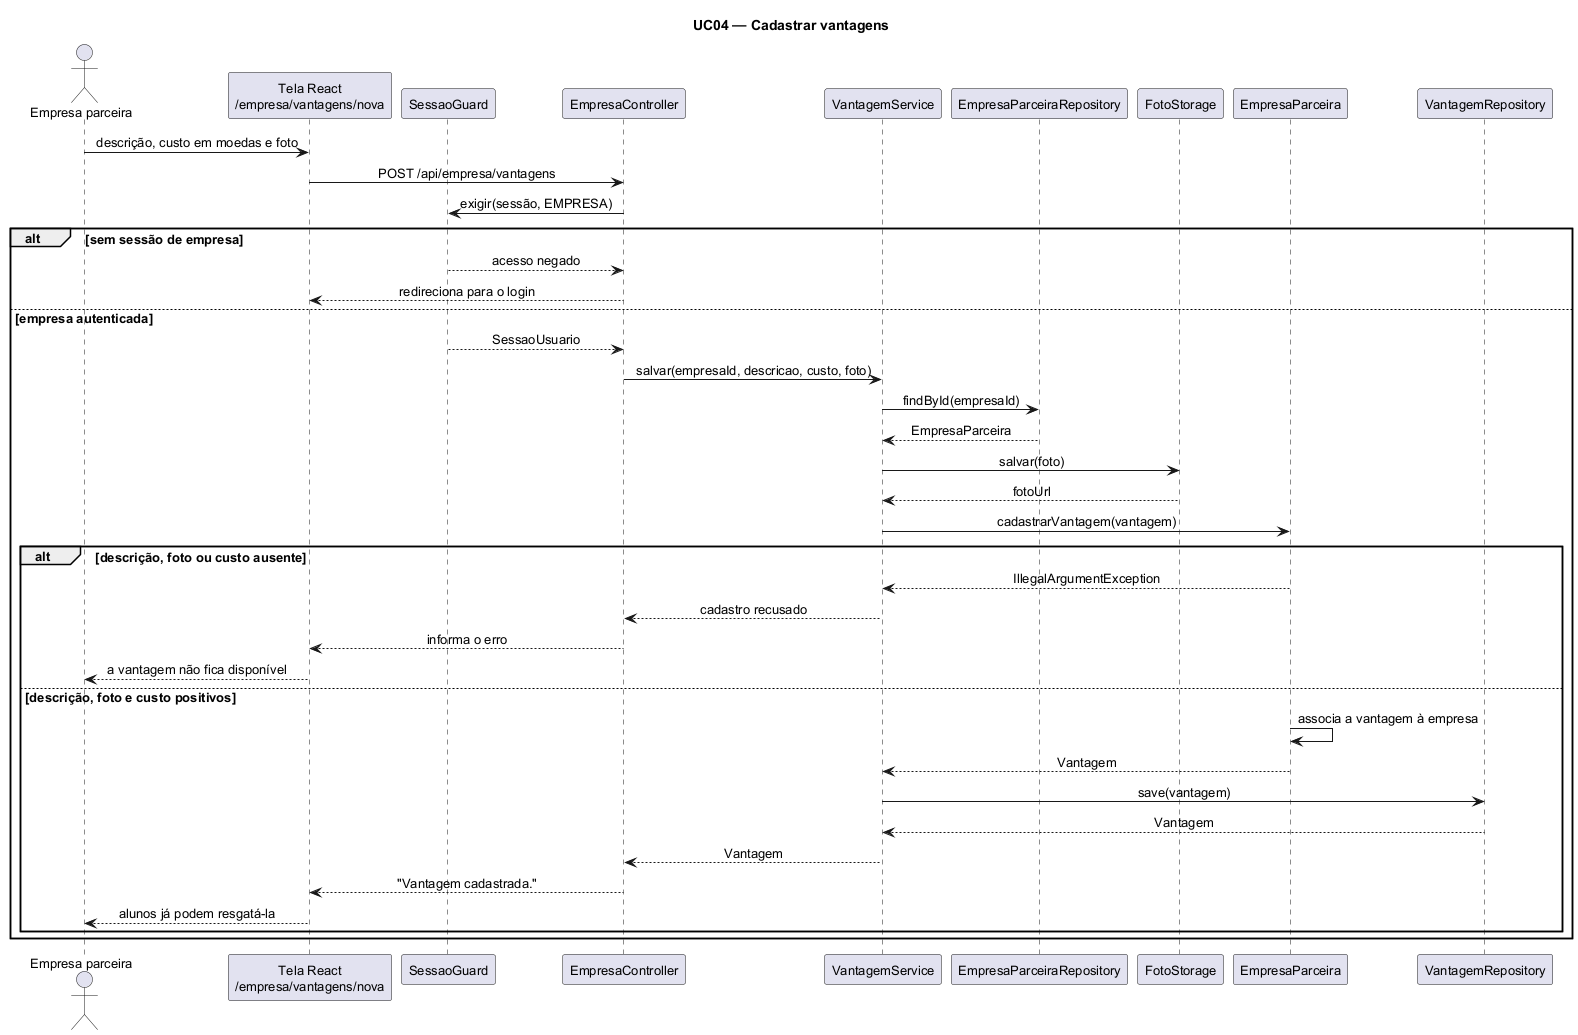 UC04 — Cadastrar vantagens
Empresa parceira
Tela React
/empresa/vantagens/nova
SessaoGuard
EmpresaController
VantagemService
EmpresaParceiraRepository
FotoStorage
EmpresaParceira
VantagemRepository
descrição, custo em moedas e foto
POST /api/empresa/vantagens
exigir(sessão, EMPRESA)
alt [sem sessão de empresa]
acesso negado
redireciona para o login
[empresa autenticada]
SessaoUsuario
salvar(empresaId, descricao, custo, foto)
findById(empresaId)
EmpresaParceira
salvar(foto)
fotoUrl
cadastrarVantagem(vantagem)
alt [descrição, foto ou custo ausente]
IllegalArgumentException
cadastro recusado
informa o erro
a vantagem não fica disponível
[descrição, foto e custo positivos]
associa a vantagem à empresa
Vantagem
save(vantagem)
Vantagem
Vantagem
"Vantagem cadastrada."
alunos já podem resgatá-la
Empresa parceira
Tela React
/empresa/vantagens/nova
SessaoGuard
EmpresaController
VantagemService
EmpresaParceiraRepository
FotoStorage
EmpresaParceira
VantagemRepository